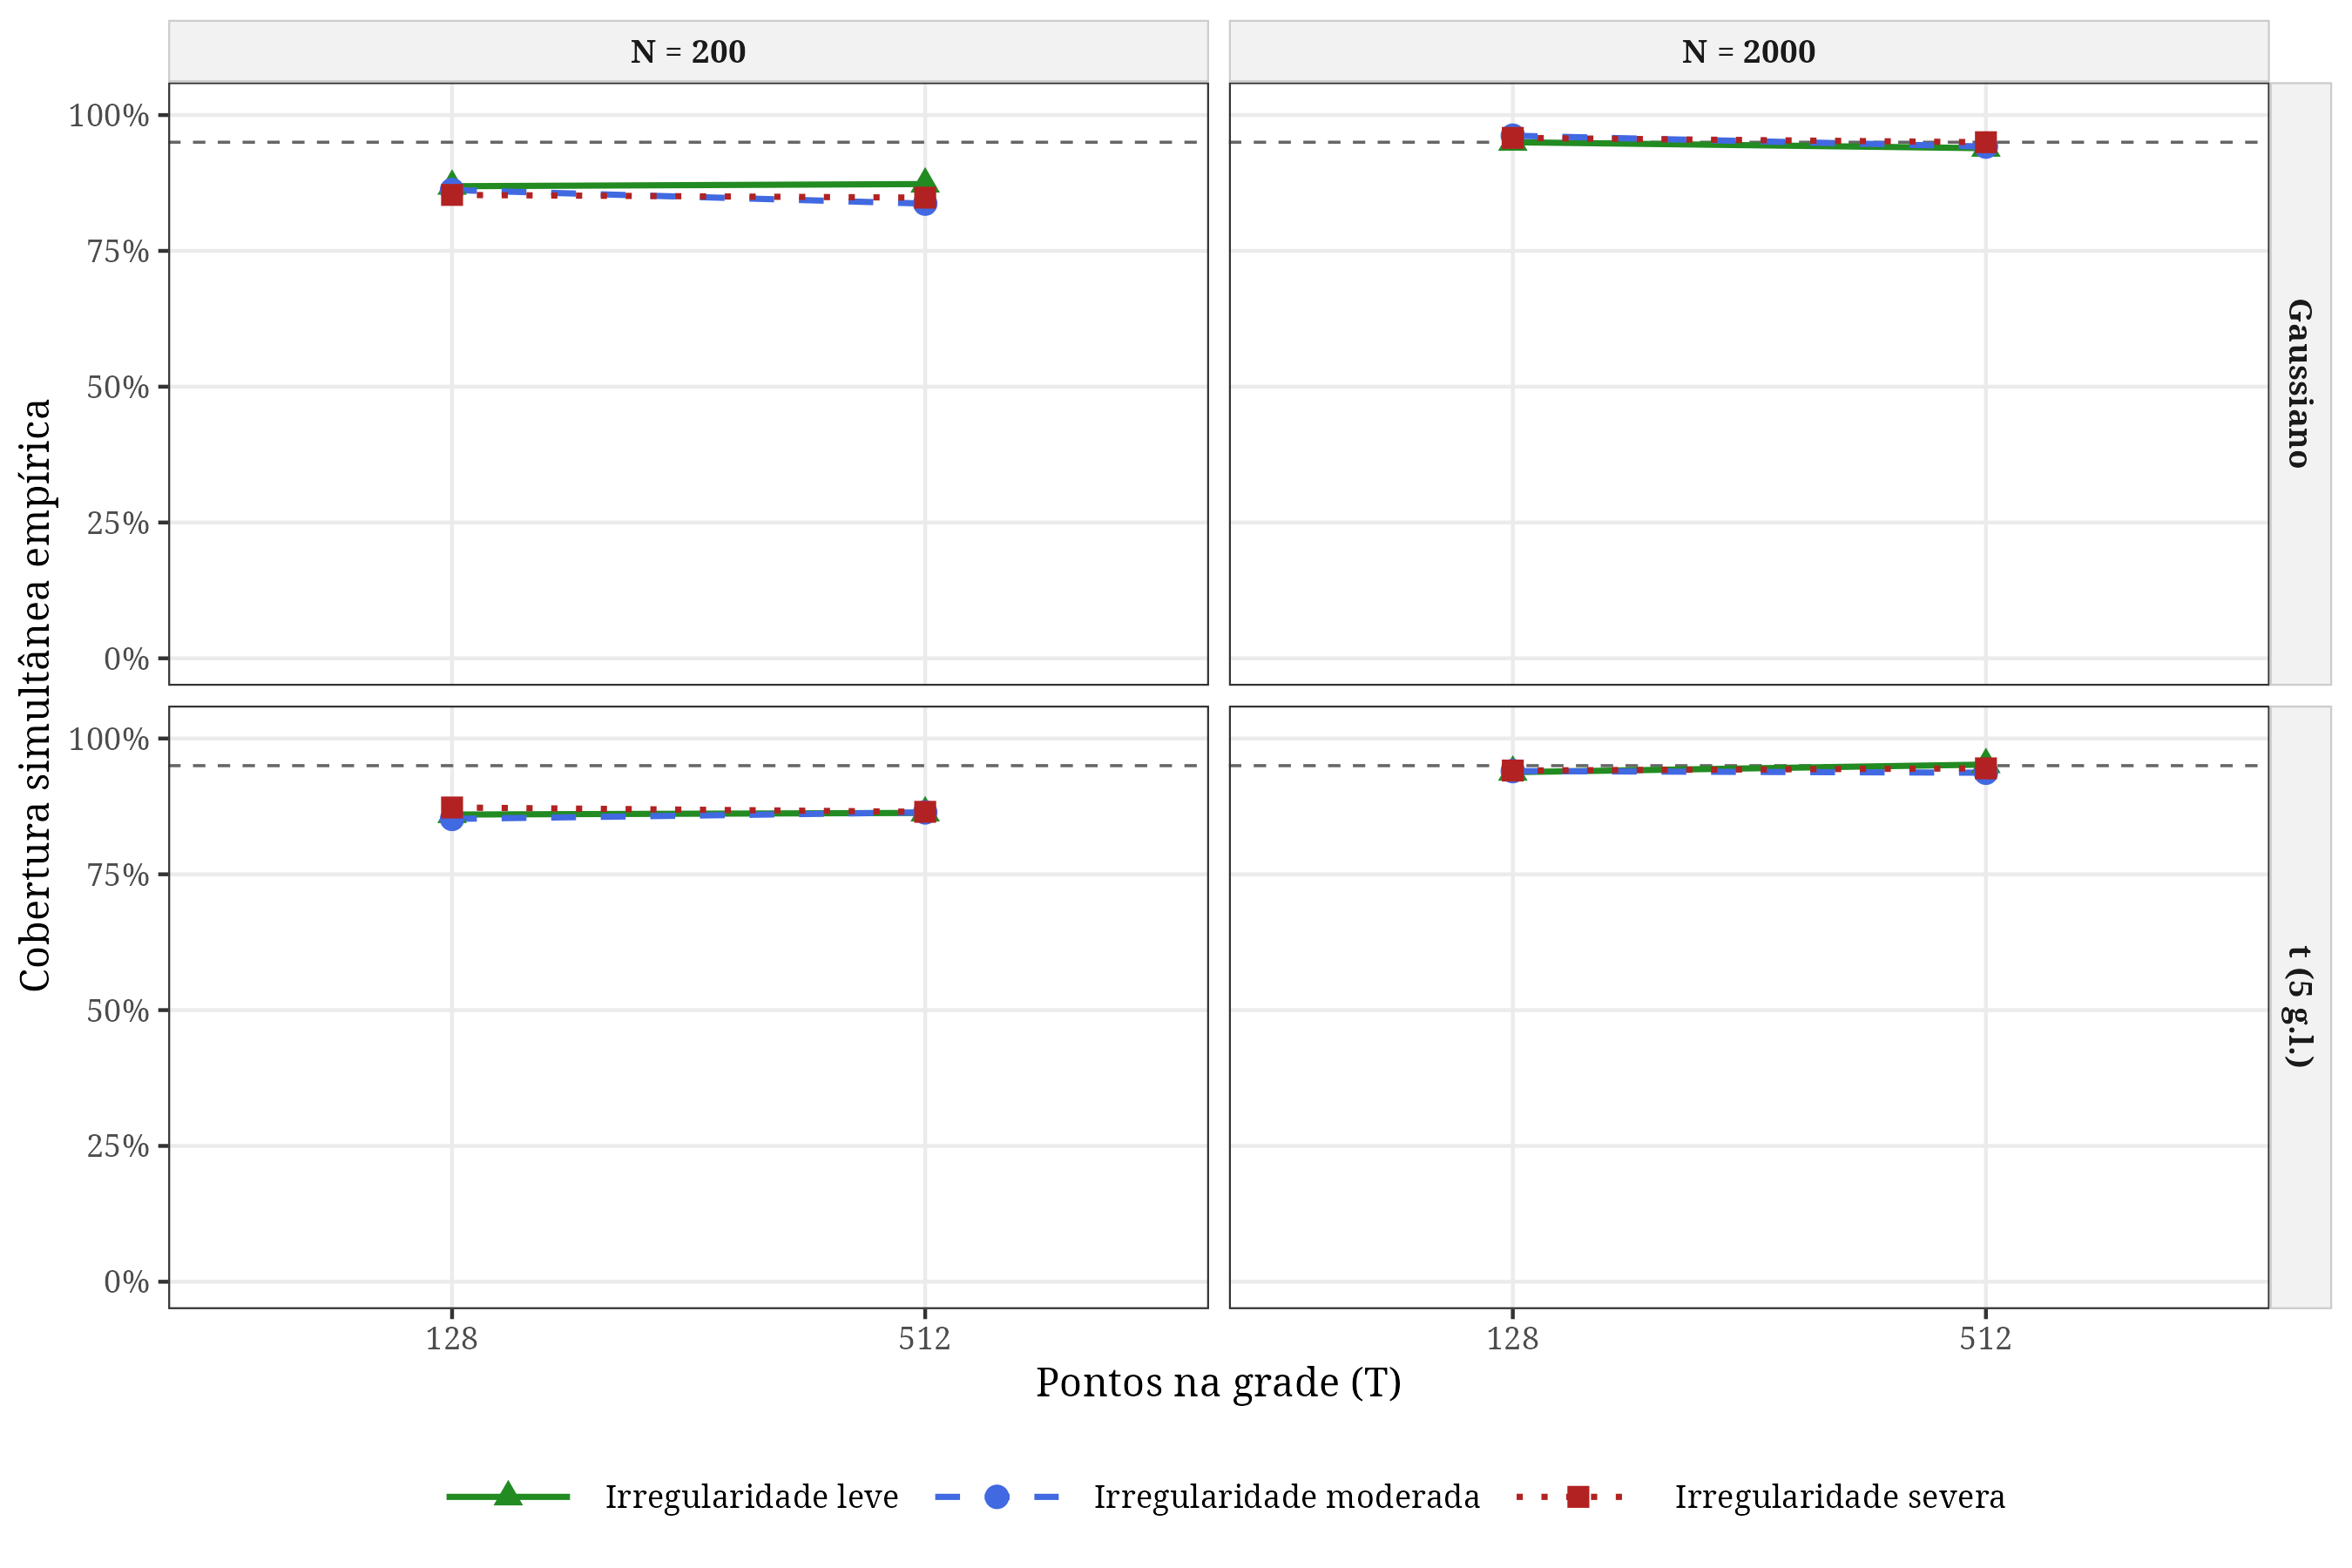 N = 200
N = 2000
Cobertura simultânea empírica
100%
75%
50%
25%
0%
Gaussiano
100%
75%
50%
25%
0%
t (5 g.l.)
128
512
128
512
Pontos na grade (T)
Irregularidade leve
Irregularidade moderada
Irregularidade severa